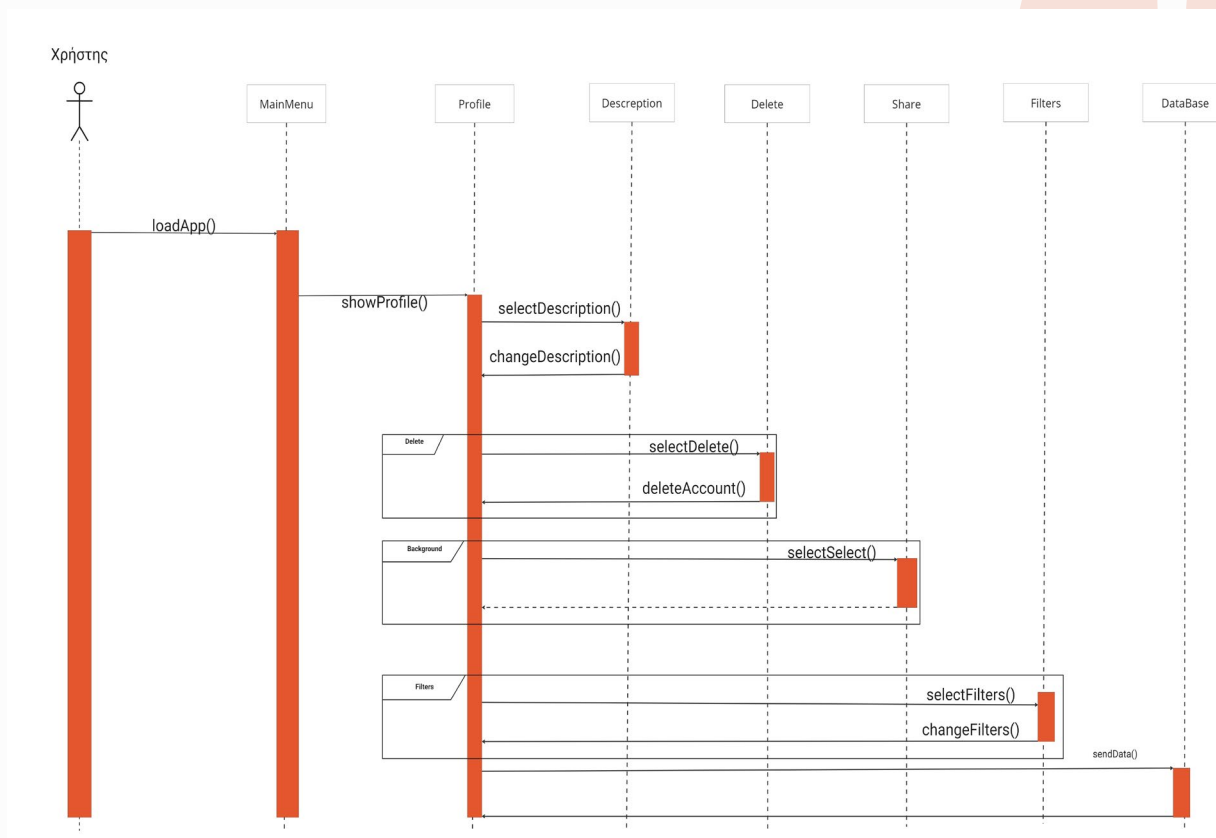 Χρήστης
MainMenu
Profile
Descreption
Delete
Share
Filters
DataBase
loadApp()
showProfile()
selectDescription()
changeDescription()
Delete
selectDelete()
deleteAccount()
Background
selectSelect()
Filters
selectFilters()
changeFilters()
sendData()